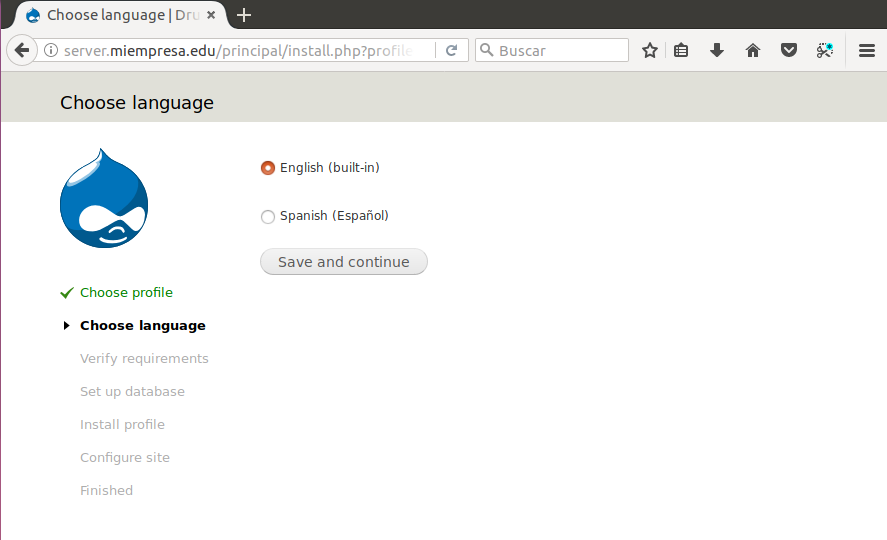 Choose language | Dru
server.miempresa.edu/principal/install.php?profile
Buscar
Choose language
English (built-in)
Spanish (Español)
Save and continue
Choose profile
Choose language
Verify requirements
Set up database
Install profile
Configure site
Finished